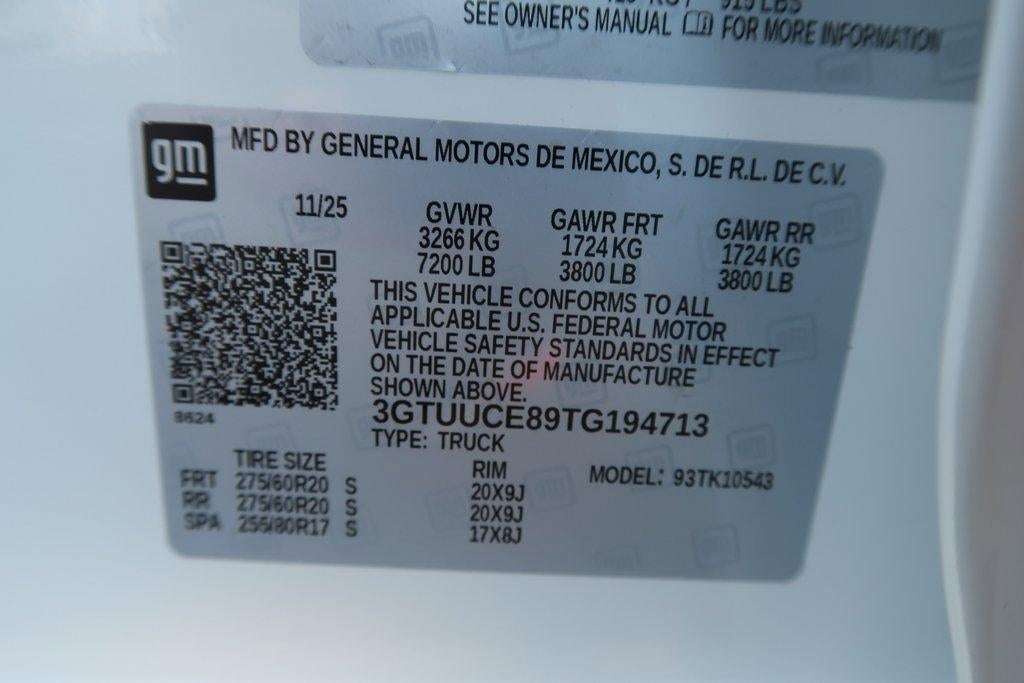 919 LBS
SEE OWNER'S MANUAL FOR MORE INFORMATION
gm
MFD BY GENERAL MOTORS DE MEXICO, S. DE R.L. DE C.V.
11/25
GVWR GAWR FRT GAWR RR
3266 KG 1724 KG 1724 KG
7200 LB 3800 LB 3800 LB
THIS VEHICLE CONFORMS TO ALL
APPLICABLE U.S. FEDERAL MOTOR
VEHICLE SAFETY STANDARDS IN EFFECT
ON THE DATE OF MANUFACTURE
SHOWN ABOVE.
8624
3GTUUCE89TG194713
TYPE: TRUCK
TIRE SIZE RIM MODEL: 93TK10543
FRT 275/60R20 S 20X9J
RR 275/60R20 S 20X9J
SPA 255/80R17 S 17X8J